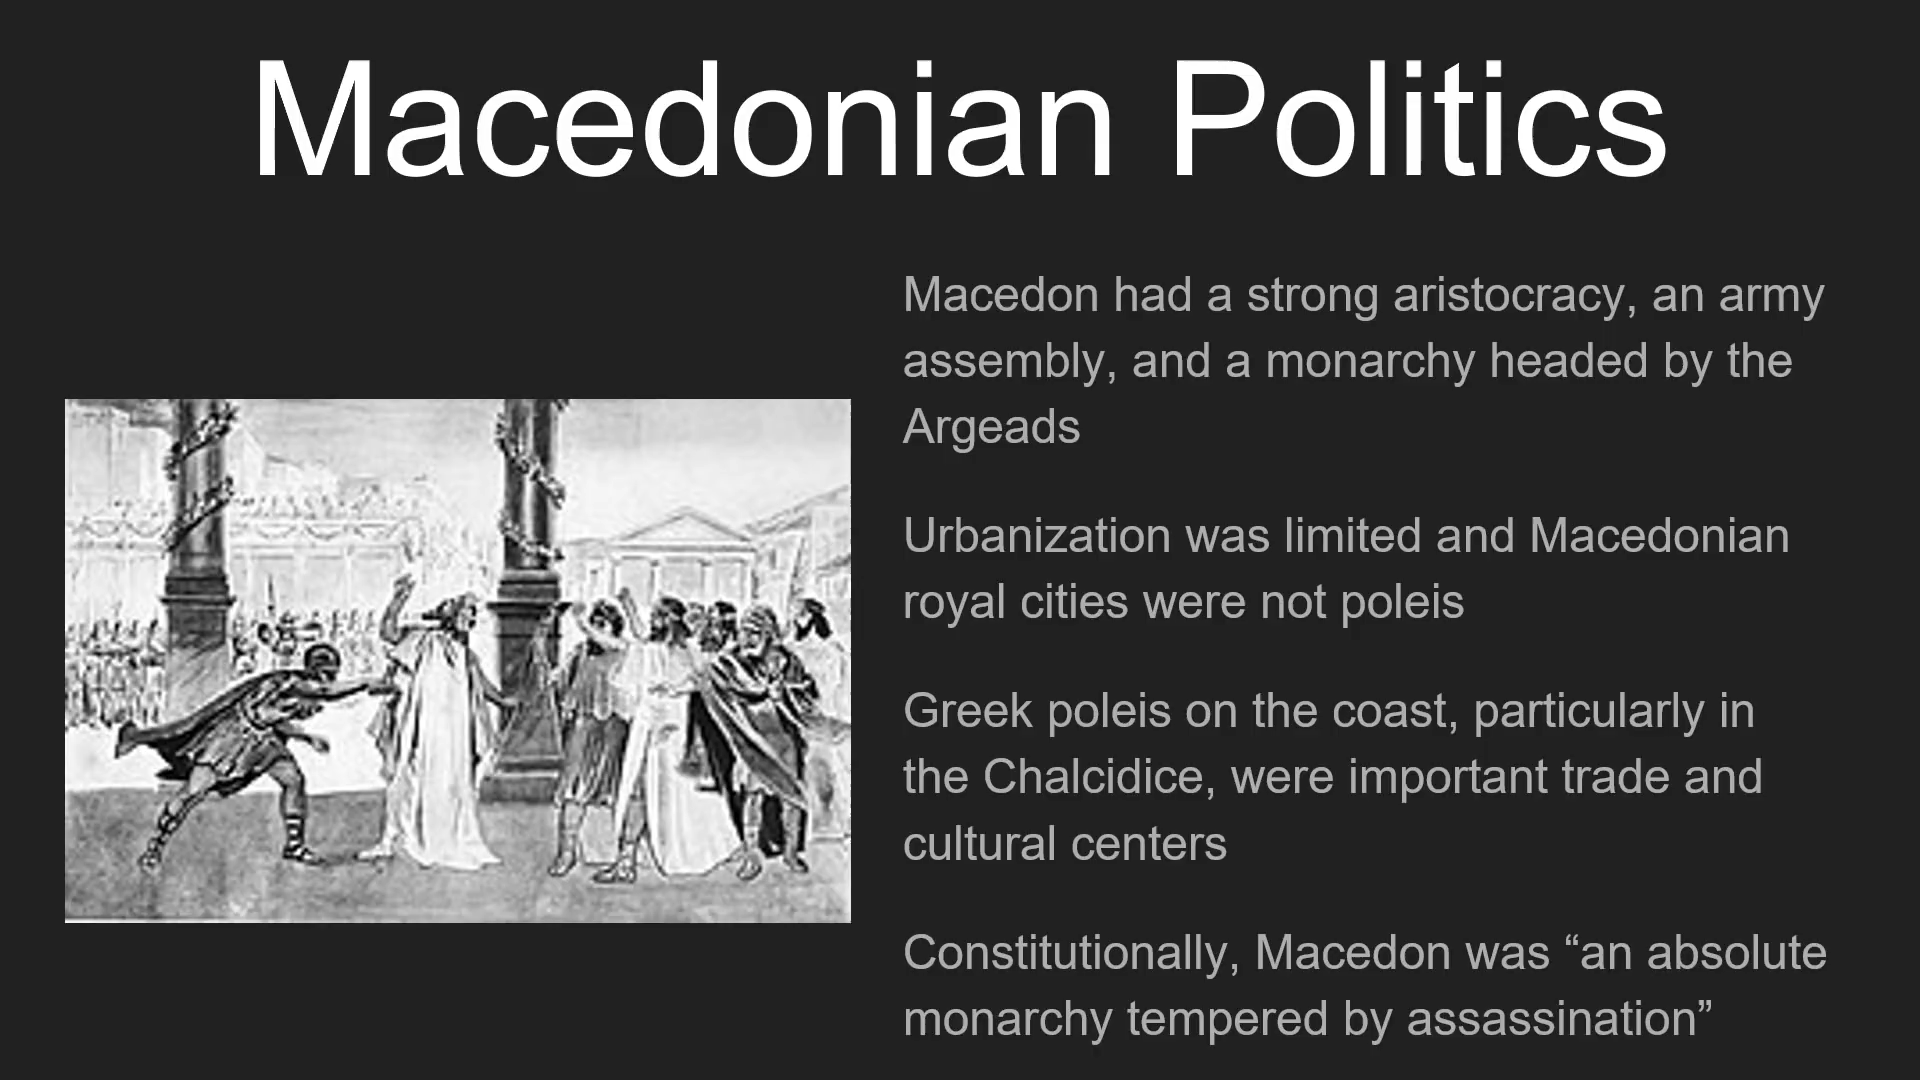 Macedonian Politics
Macedon had a strong aristocracy, an army
assembly, and a monarchy headed by the
Argeads
Urbanization was limited and Macedonian
royal cities were not poleis
Greek poleis on the coast, particularly in
the Chalcidice, were important trade and
cultural centers
Constitutionally, Macedon was “an absolute
monarchy tempered by assassination”